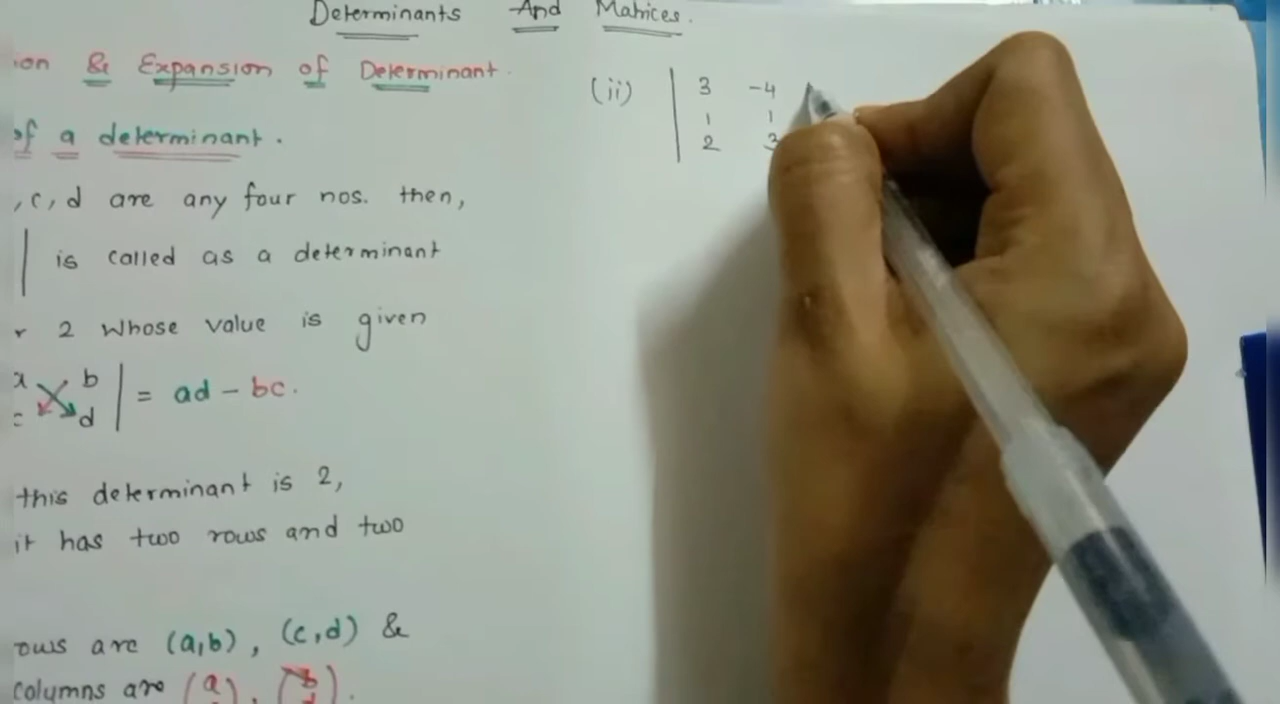 Determinants And Matrices.
ion & Expansion of Determinant.
of a determinant.
, c, d are any four nos. then,
| is called as a determinant
r 2 whose value is given
b
d | = ad - bc.
this determinant is 2,
it has two rows and two
ows are (a,b), (c,d) &
columns are (a), (b).
(ii) | 3 -4
1 1
2 3